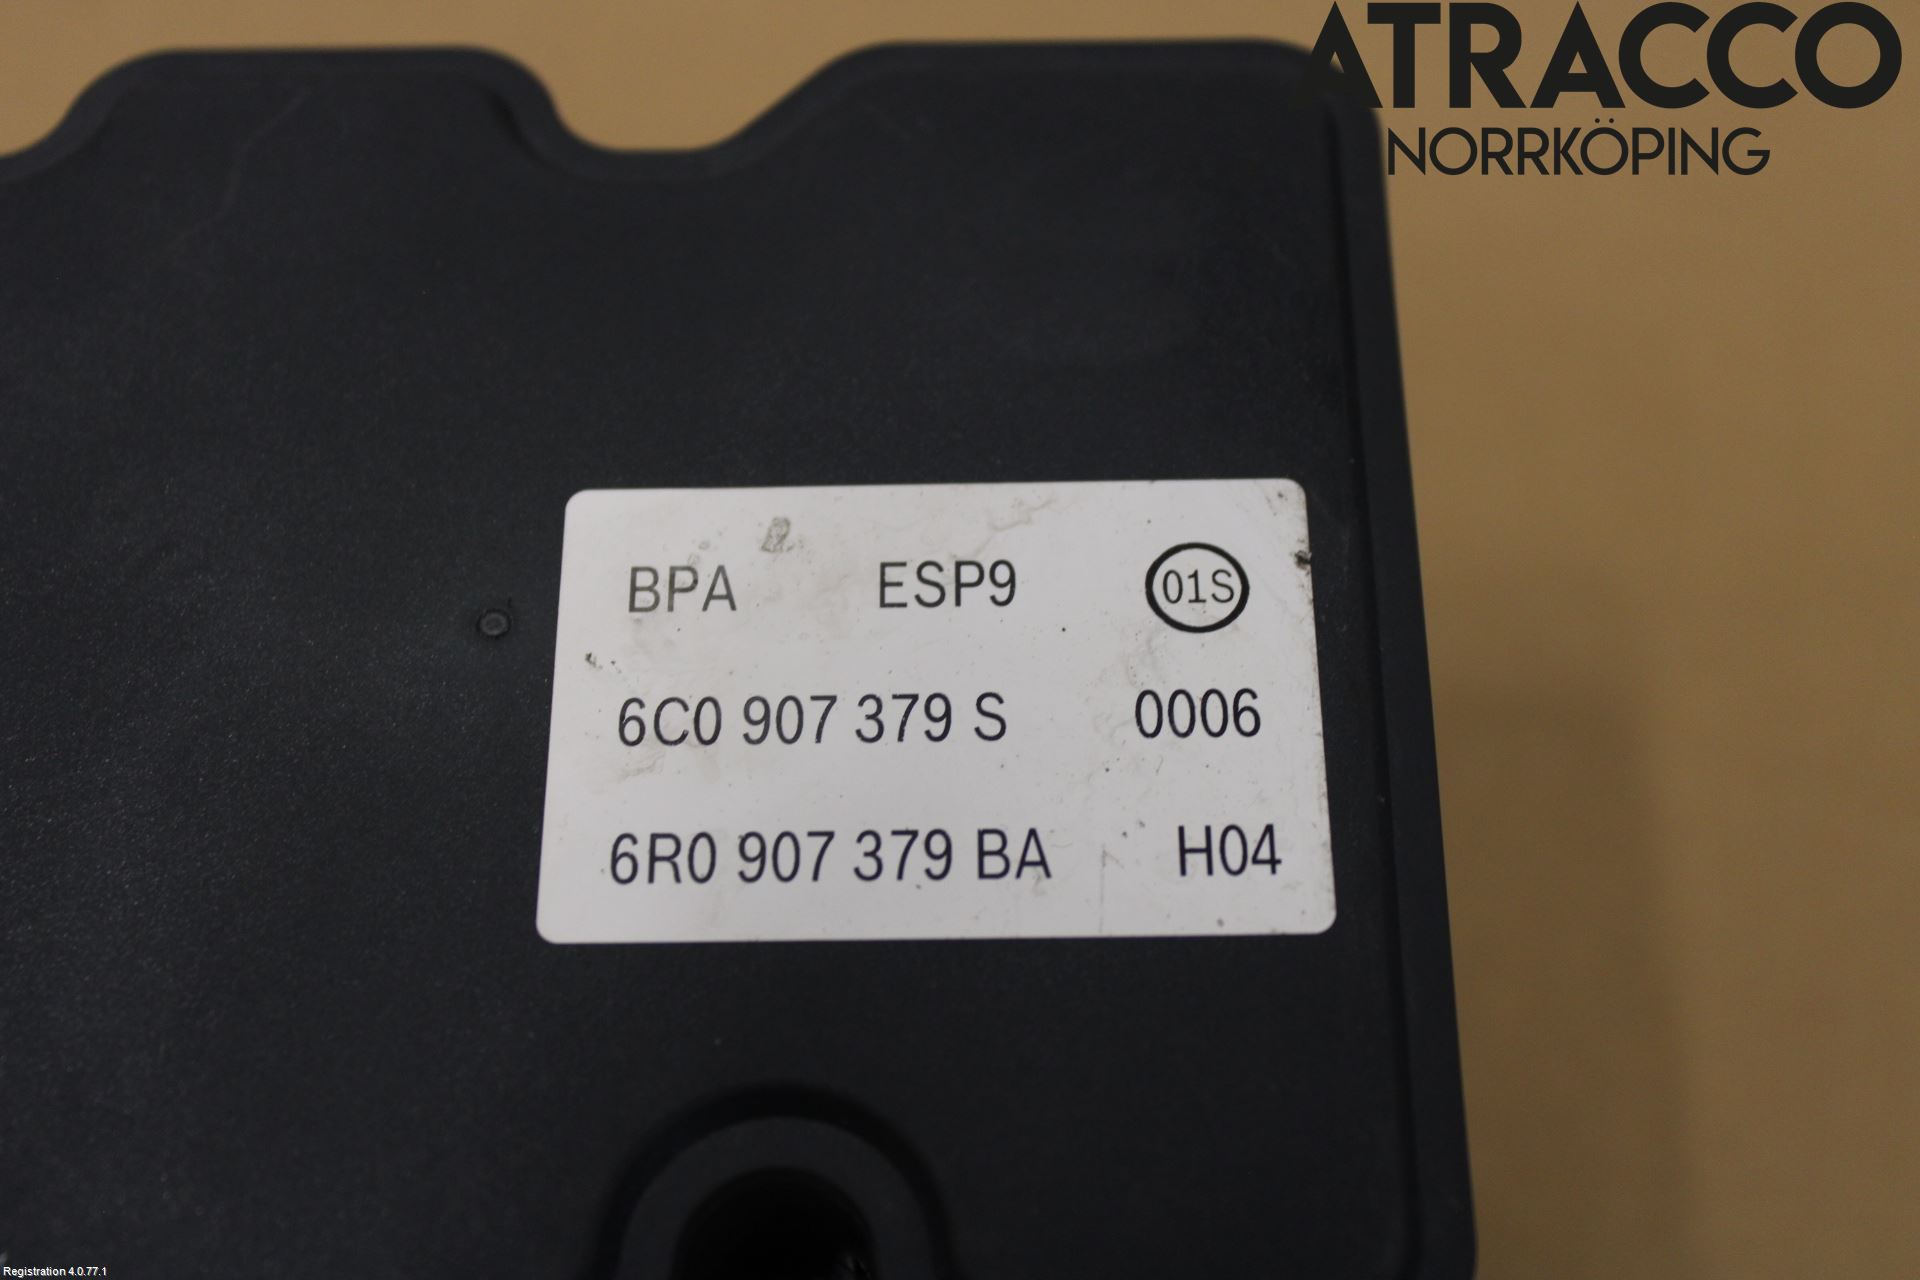 ATRACCO
NORRKÖPING
BPA ESP9 01S
6C0 907 379 S 0006
6R0 907 379 BA H04
Registration 4.0.77.1